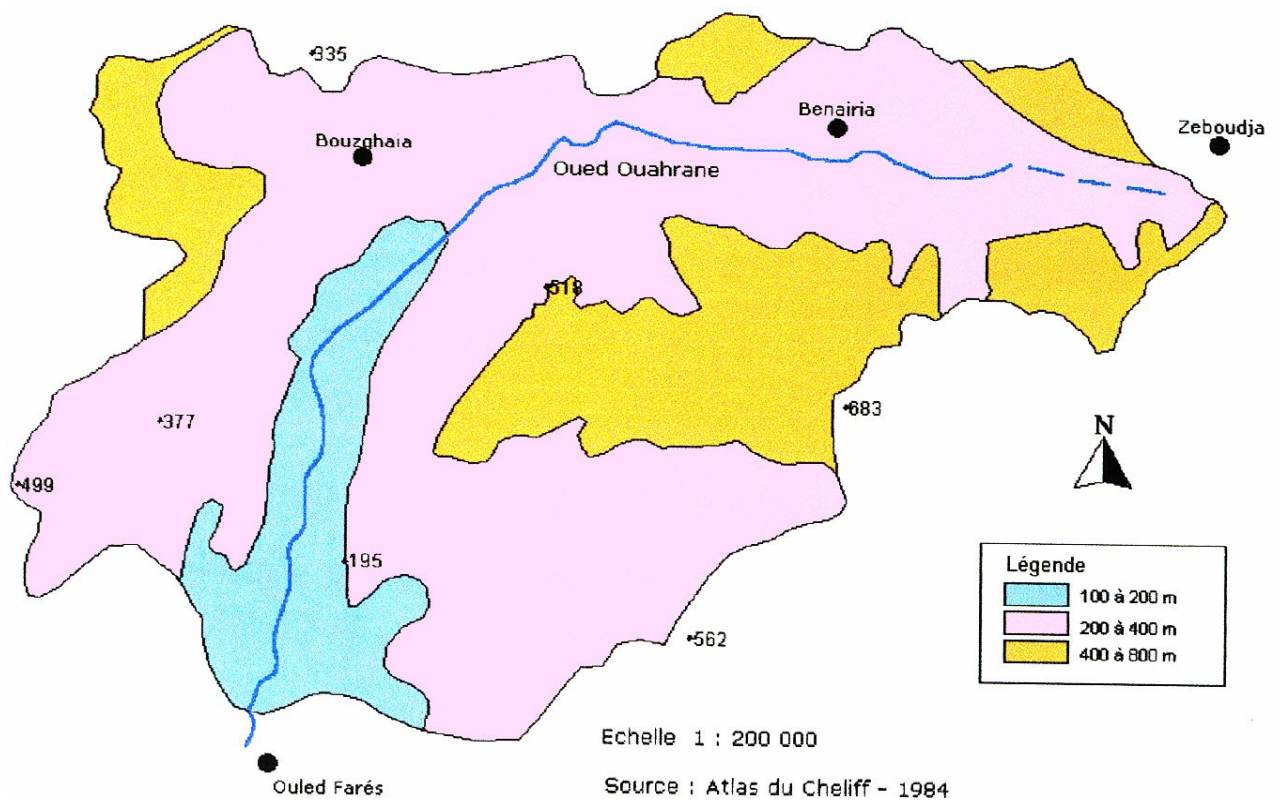 335
Benairia
Zeboudja
Bouzghaia
Oued Ouahrane
518
683
377
N
499
195
Légende
100 à 200 m
200 à 400 m
400 à 800 m
562
Echelle 1 : 200 000
Ouled Farés
Source : Atlas du Cheliff - 1984